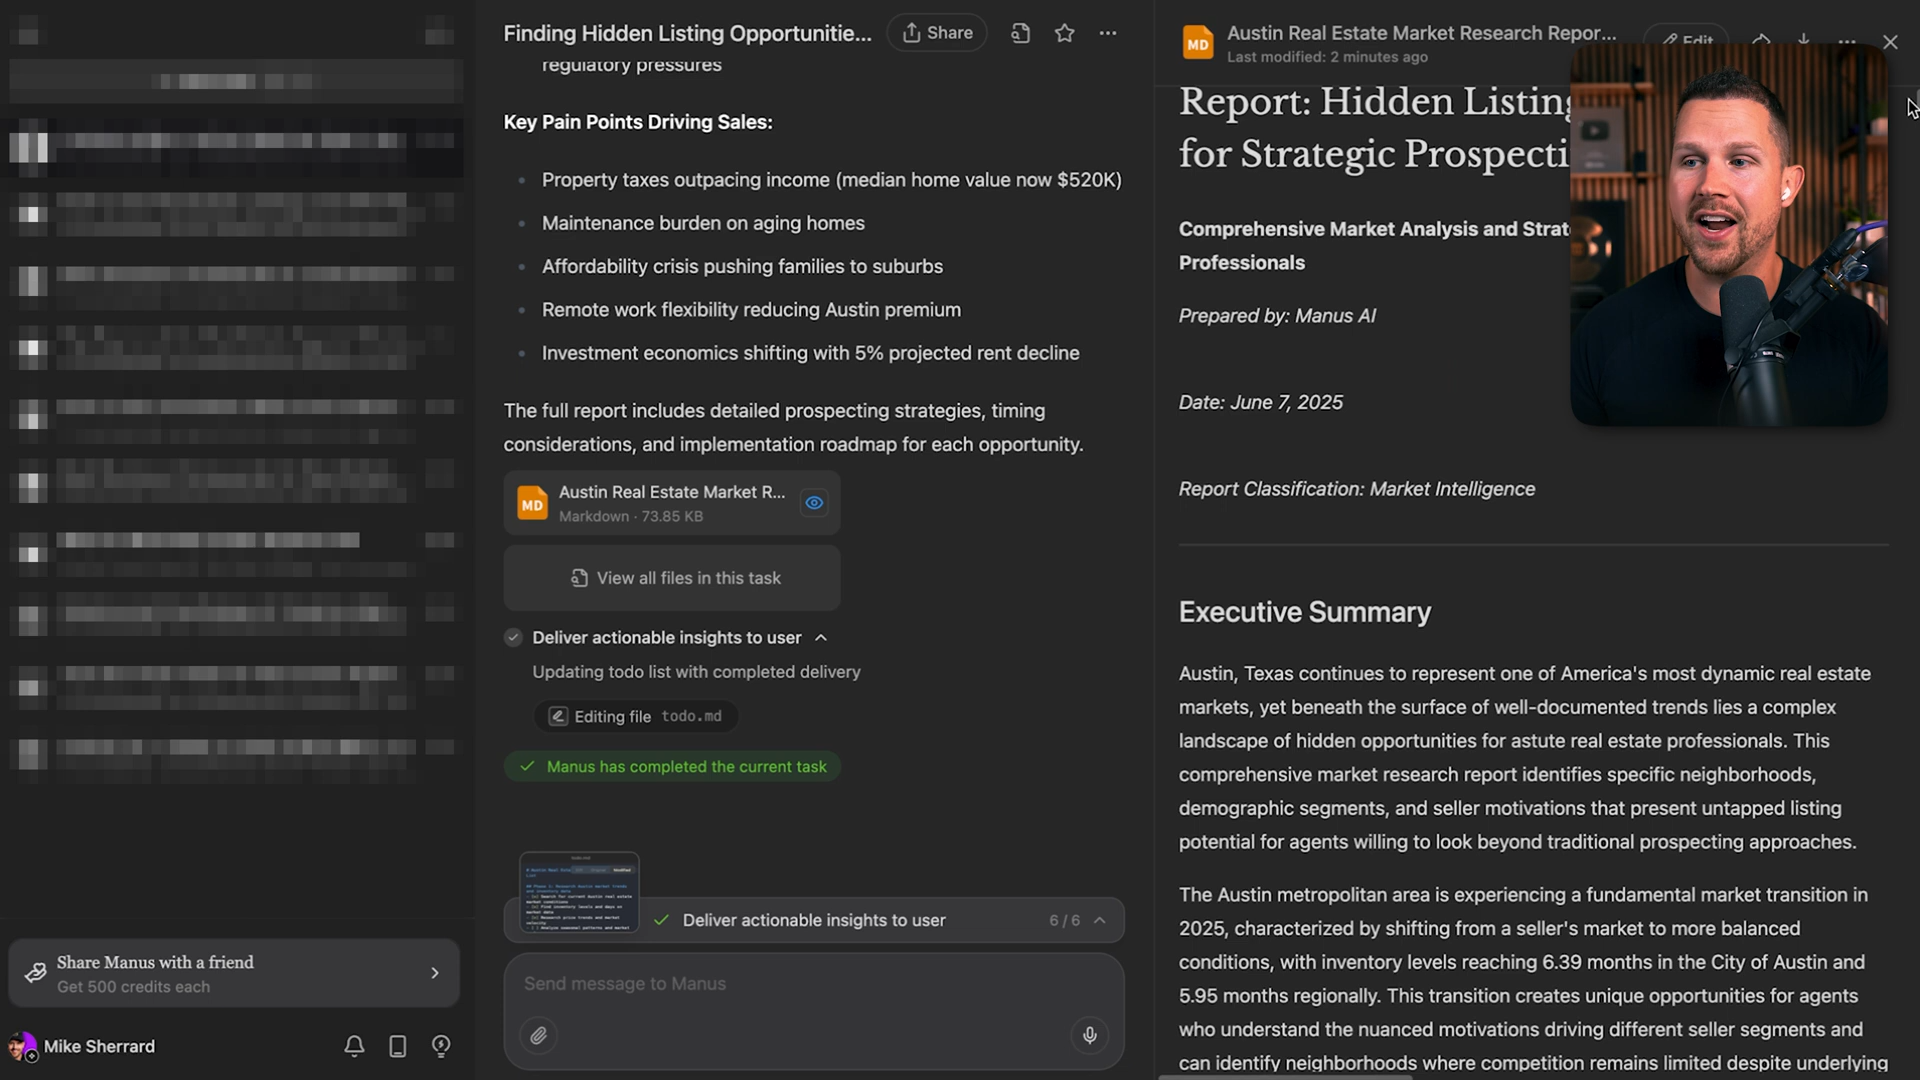 Finding Hidden Listing Opportunitie...
Share
regulatory pressures
Key Pain Points Driving Sales:
Property taxes outpacing income (median home value now $520K)
Maintenance burden on aging homes
Affordability crisis pushing families to suburbs
Remote work flexibility reducing Austin premium
Investment economics shifting with 5% projected rent decline
The full report includes detailed prospecting strategies, timing
considerations, and implementation roadmap for each opportunity.
MD
Austin Real Estate Market R...
Markdown · 73.85 KB
View all files in this task
Deliver actionable insights to user
Updating todo list with completed delivery
Editing file todo.md
Manus has completed the current task
Deliver actionable insights to user
6 / 6
Send message to Manus
Share Manus with a friend
Get 500 credits each
Mike Sherrard
MD
Austin Real Estate Market Research Repor...
Last modified: 2 minutes ago
Edit
Report: Hidden Listing
for Strategic Prospecti
Comprehensive Market Analysis and Strat
Professionals
Prepared by: Manus AI
Date: June 7, 2025
Report Classification: Market Intelligence
Executive Summary
Austin, Texas continues to represent one of America's most dynamic real estate
markets, yet beneath the surface of well-documented trends lies a complex
landscape of hidden opportunities for astute real estate professionals. This
comprehensive market research report identifies specific neighborhoods,
demographic segments, and seller motivations that present untapped listing
potential for agents willing to look beyond traditional prospecting approaches.
The Austin metropolitan area is experiencing a fundamental market transition in
2025, characterized by shifting from a seller's market to more balanced
conditions, with inventory levels reaching 6.39 months in the City of Austin and
5.95 months regionally. This transition creates unique opportunities for agents
who understand the nuanced motivations driving different seller segments and
can identify neighborhoods where competition remains limited despite underlying